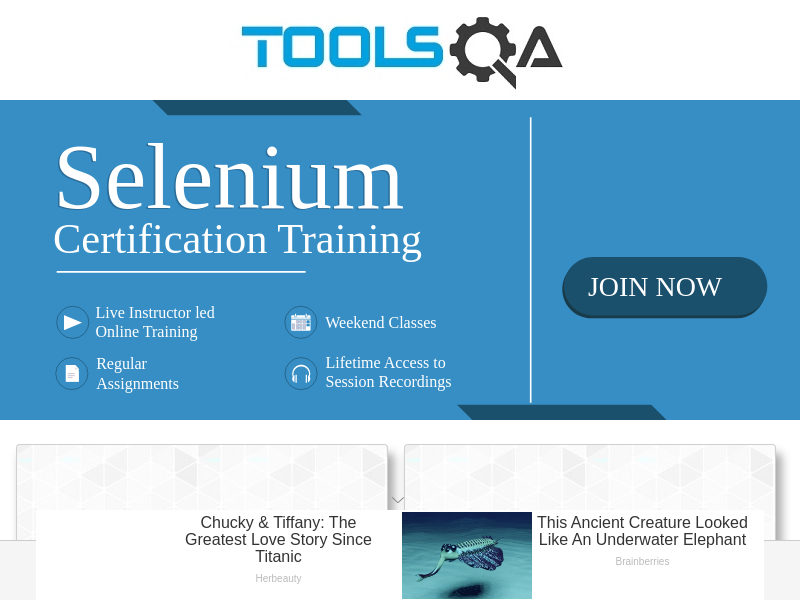 TOOLSQA
Selenium
Certification Training
JOIN NOW
Live Instructor led
Online Training
Weekend Classes
Regular
Assignments
Lifetime Access to
Session Recordings
Chucky & Tiffany: The
Greatest Love Story Since
Titanic
Herbeauty
This Ancient Creature Looked
Like An Underwater Elephant
Brainberries